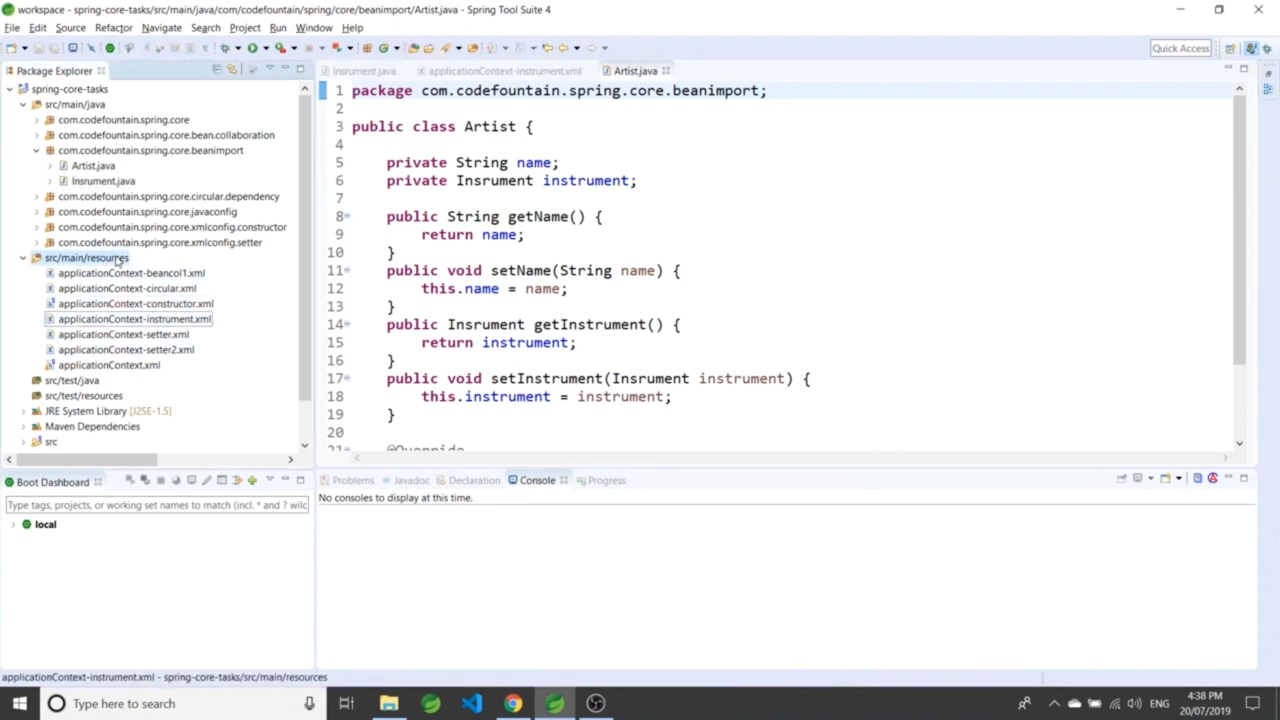 workspace - spring-core-tasks/src/main/java/com/codefountain/spring/core/beanimport/Artist.java - Spring Tool Suite 4
File Edit Source Refactor Navigate Search Project Run Window Help
Quick Access
Package Explorer
spring-core-tasks
src/main/java
com.codefountain.spring.core
com.codefountain.spring.core.bean.collaboration
com.codefountain.spring.core.beanimport
Artist.java
Insrument.java
com.codefountain.spring.core.circular.dependency
com.codefountain.spring.core.javaconfig
com.codefountain.spring.core.xmlconfig.constructor
com.codefountain.spring.core.xmlconfig.setter
src/main/resources
applicationContext-beancol1.xml
applicationContext-circular.xml
applicationContext-constructor.xml
applicationContext-instrument.xml
applicationContext-setter.xml
applicationContext-setter2.xml
applicationContext.xml
src/test/java
src/test/resources
JRE System Library [J2SE-1.5]
Maven Dependencies
src
Insrument.java applicationContext-instrument.xml Artist.java
1 package com.codefountain.spring.core.beanimport;
2
3 public class Artist {
4
5 private String name;
6 private Insrument instrument;
7
8 public String getName() {
9 return name;
10 }
11 public void setName(String name) {
12 this.name = name;
13 }
14 public Insrument getInstrument() {
15 return instrument;
16 }
17 public void setInstrument(Insrument instrument) {
18 this.instrument = instrument;
19 }
20
21 @Override
Boot Dashboard
Type tags, projects, or working set names to match (incl. * and ? wilc
local
Problems Javadoc Declaration Console Progress
No consoles to display at this time.
applicationContext-instrument.xml - spring-core-tasks/src/main/resources
Type here to search
ENG
4:38 PM
20/07/2019